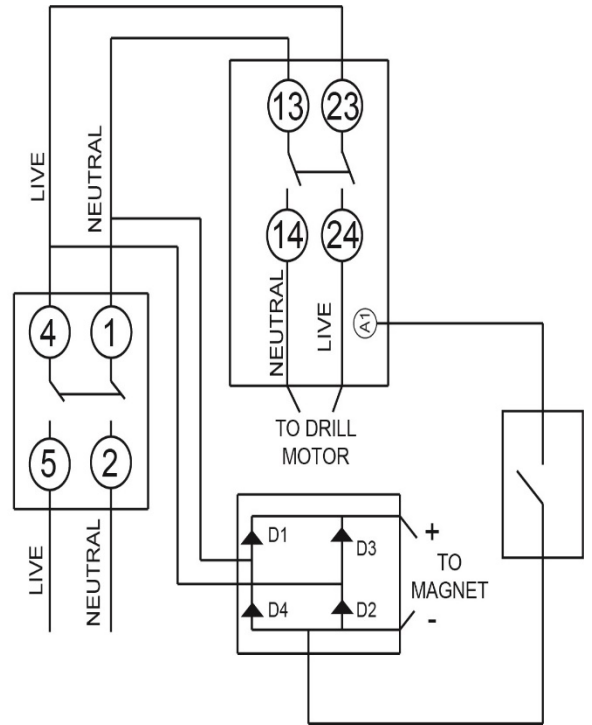 13
23
LIVE
NEUTRAL
14
24
NEUTRAL
LIVE
A1
4
1
TO DRILL
MOTOR
5
2
LIVE
NEUTRAL
D1
D3
+
TO
MAGNET
D4
D2
-